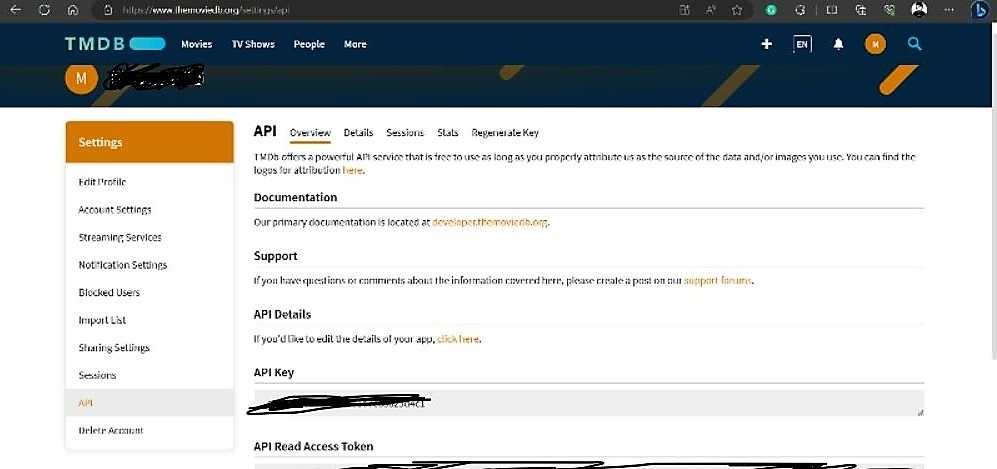 https://www.themoviedb.org/settings/api
TMDB Movies TV Shows People More EN M
M
Settings
Edit Profile
Account Settings
Streaming Services
Notification Settings
Blocked Users
Import List
Sharing Settings
Sessions
API
Delete Account
API Overview Details Sessions Stats Regenerate Key
TMDb offers a powerful API service that is free to use as long as you properly attribute us as the source of the data and/or images you use. You can find the
logos for attribution here.
Documentation
Our primary documentation is located at developer.themoviedb.org.
Support
If you have questions or comments about the information covered here, please create a post on our support forums.
API Details
If you'd like to edit the details of your app, click here.
API Key
API Read Access Token